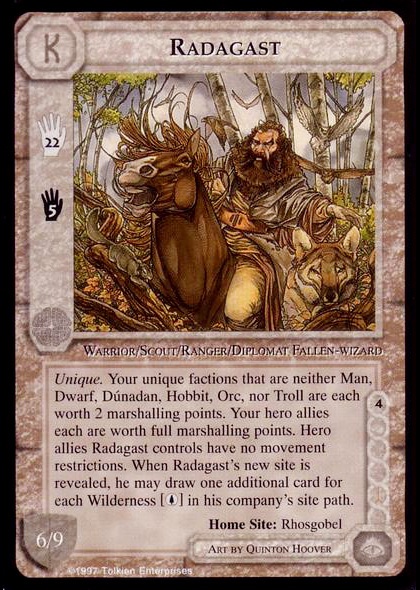 K
RADAGAST
22
5
WARRIOR/SCOUT/RANGER/DIPLOMAT FALLEN-WIZARD
Unique. Your unique factions that are neither Man,
Dwarf, Dúnadan, Hobbit, Orc, nor Troll are each
worth 2 marshalling points. Your hero allies
each are worth full marshalling points. Hero
allies Radagast controls have no movement
restrictions. When Radagast's new site is
revealed, he may draw one additional card for
each Wilderness [ ] in his company's site path.
4
Home Site: Rhosgobel
6/9
ART BY QUINTON HOOVER
©1997 Tolkien Enterprises